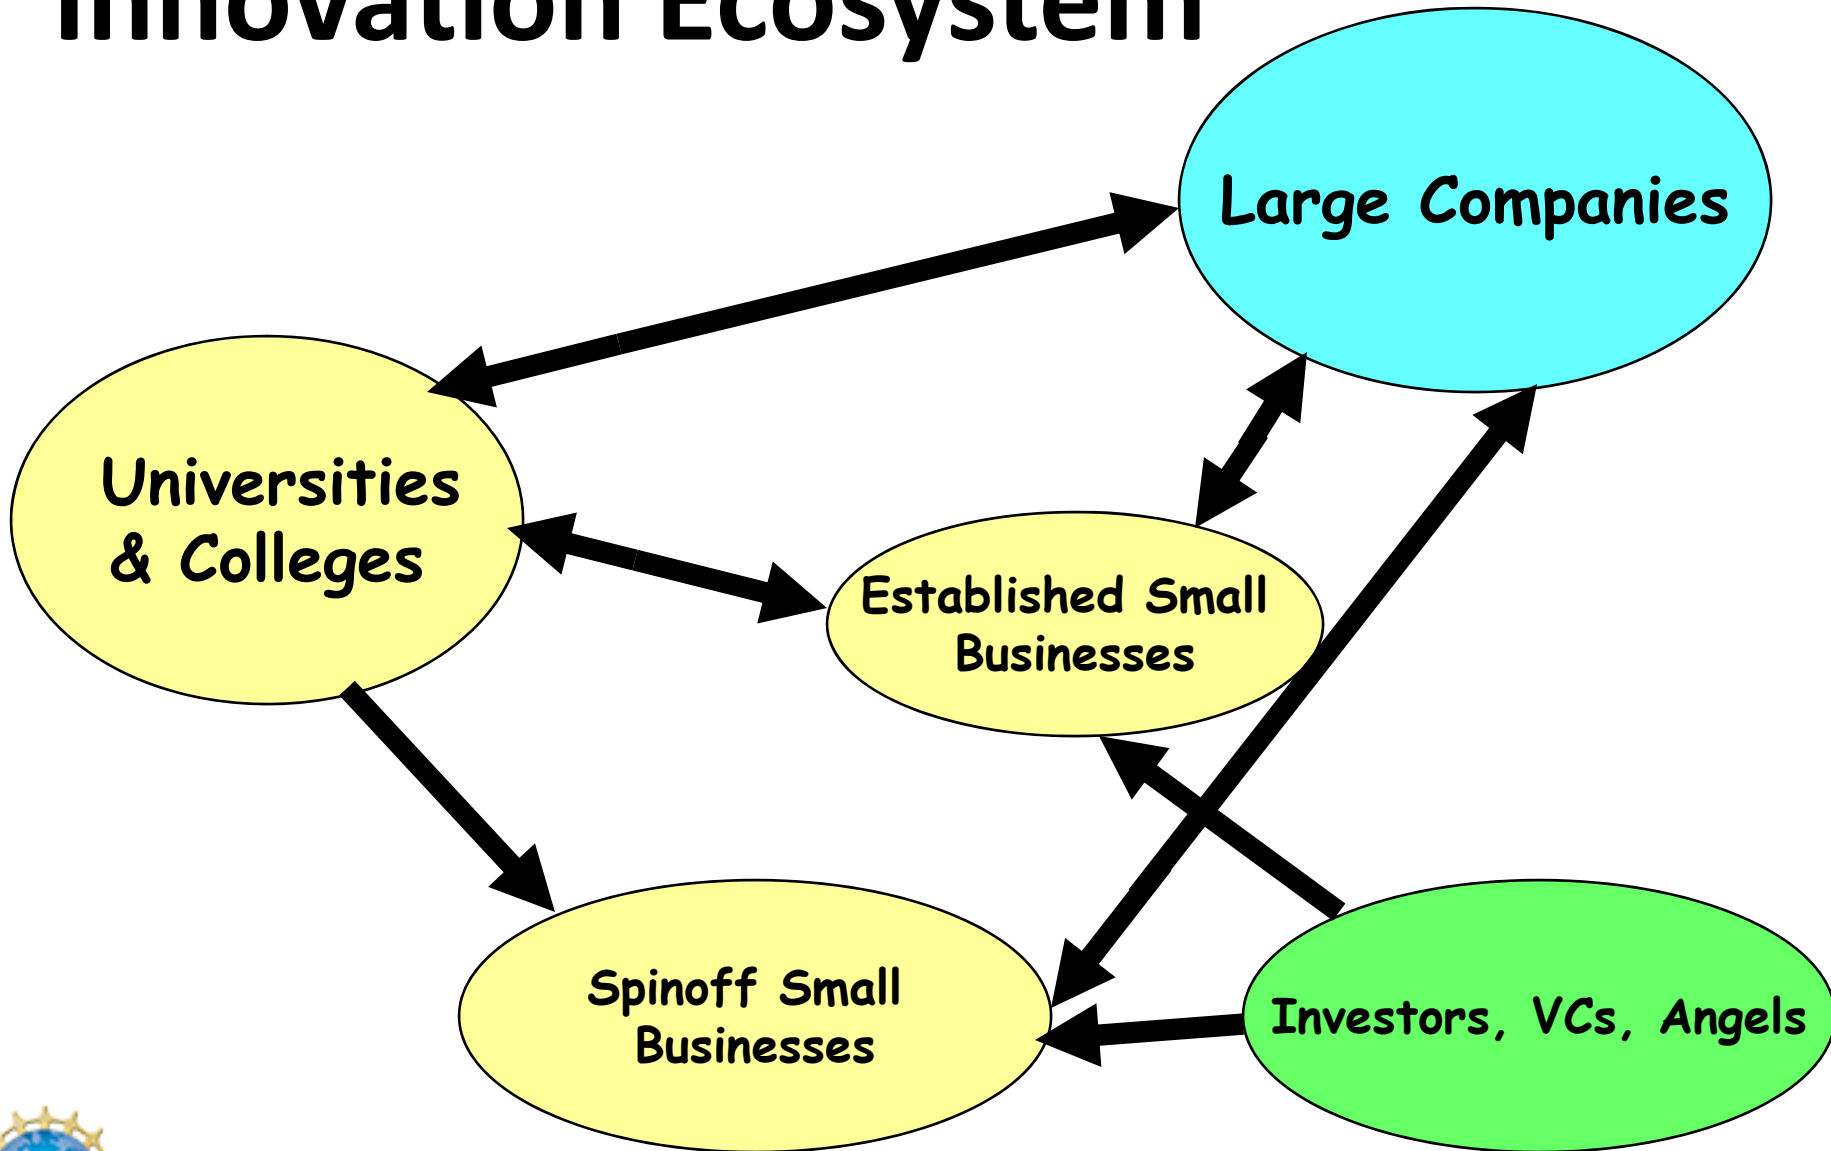 Innovation Ecosystem
Large Companies
Universities
& Colleges
Established Small
Businesses
Spinoff Small
Businesses
Investors, VCs, Angels